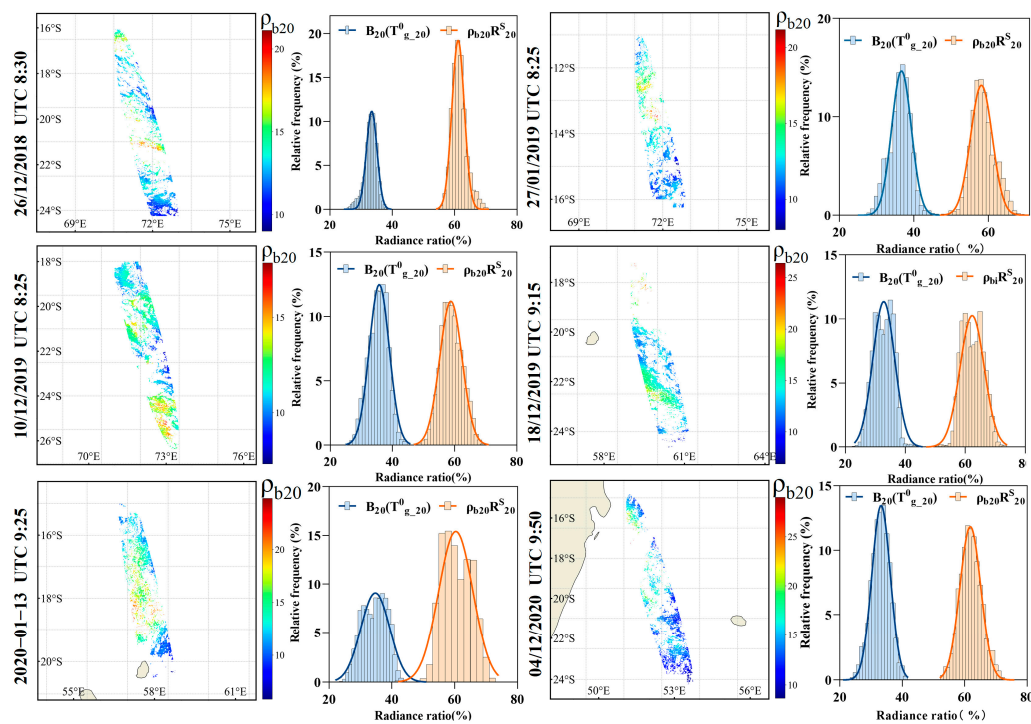 26/12/2018 UTC 8:30
16°S
18°S
20°S
22°S
24°S
69°E 72°E 75°E
ρb20
20
15
10
Relative frequency (%)
20
15
10
5
0
B20(T0g_20) ρb20RS20
20 40 60 80
Radiance ratio(%)
27/01/2019 UTC 8:25
12°S
14°S
16°S
69°E 72°E 75°E
ρb20
20
15
10
Relative frequency (%)
20
10
0
B20(T0g_20) ρb20RS20
20 40 60
Radiance ratio( %)
10/12/2019 UTC 8:25
18°S
20°S
22°S
24°S
26°S
70°E 73°E 76°E
ρb20
20
15
10
Relative frequency (%)
15
10
5
0
B20(T0g_20) ρb20RS20
20 40 60 80
Radiance ratio(%)
18/12/2019 UTC 9:15
18°S
20°S
22°S
24°S
58°E 61°E 64°E
ρb20
25
20
15
10
Relative frequency (%)
15
10
5
0
B20(T0g_20) ρbiRS20
20 40 60 80
Radiance ratio(%)
2020−01−13 UTC 9:25
16°S
18°S
20°S
55°E 58°E 61°E
ρb20
25
20
15
10
Relative frequency (%)
20
15
10
5
0
B20(T0g_20) ρb20RS20
20 40 60 80
Radiance ratio(%)
04/12/2020 UTC 9:50
16°S
18°S
20°S
22°S
24°S
50°E 53°E 56°E
ρb20
25
20
15
10
Relative frequency (%)
15
10
5
0
B20(T0g_20) ρb20RS20
20 40 60 80
Radiance ratio( %)